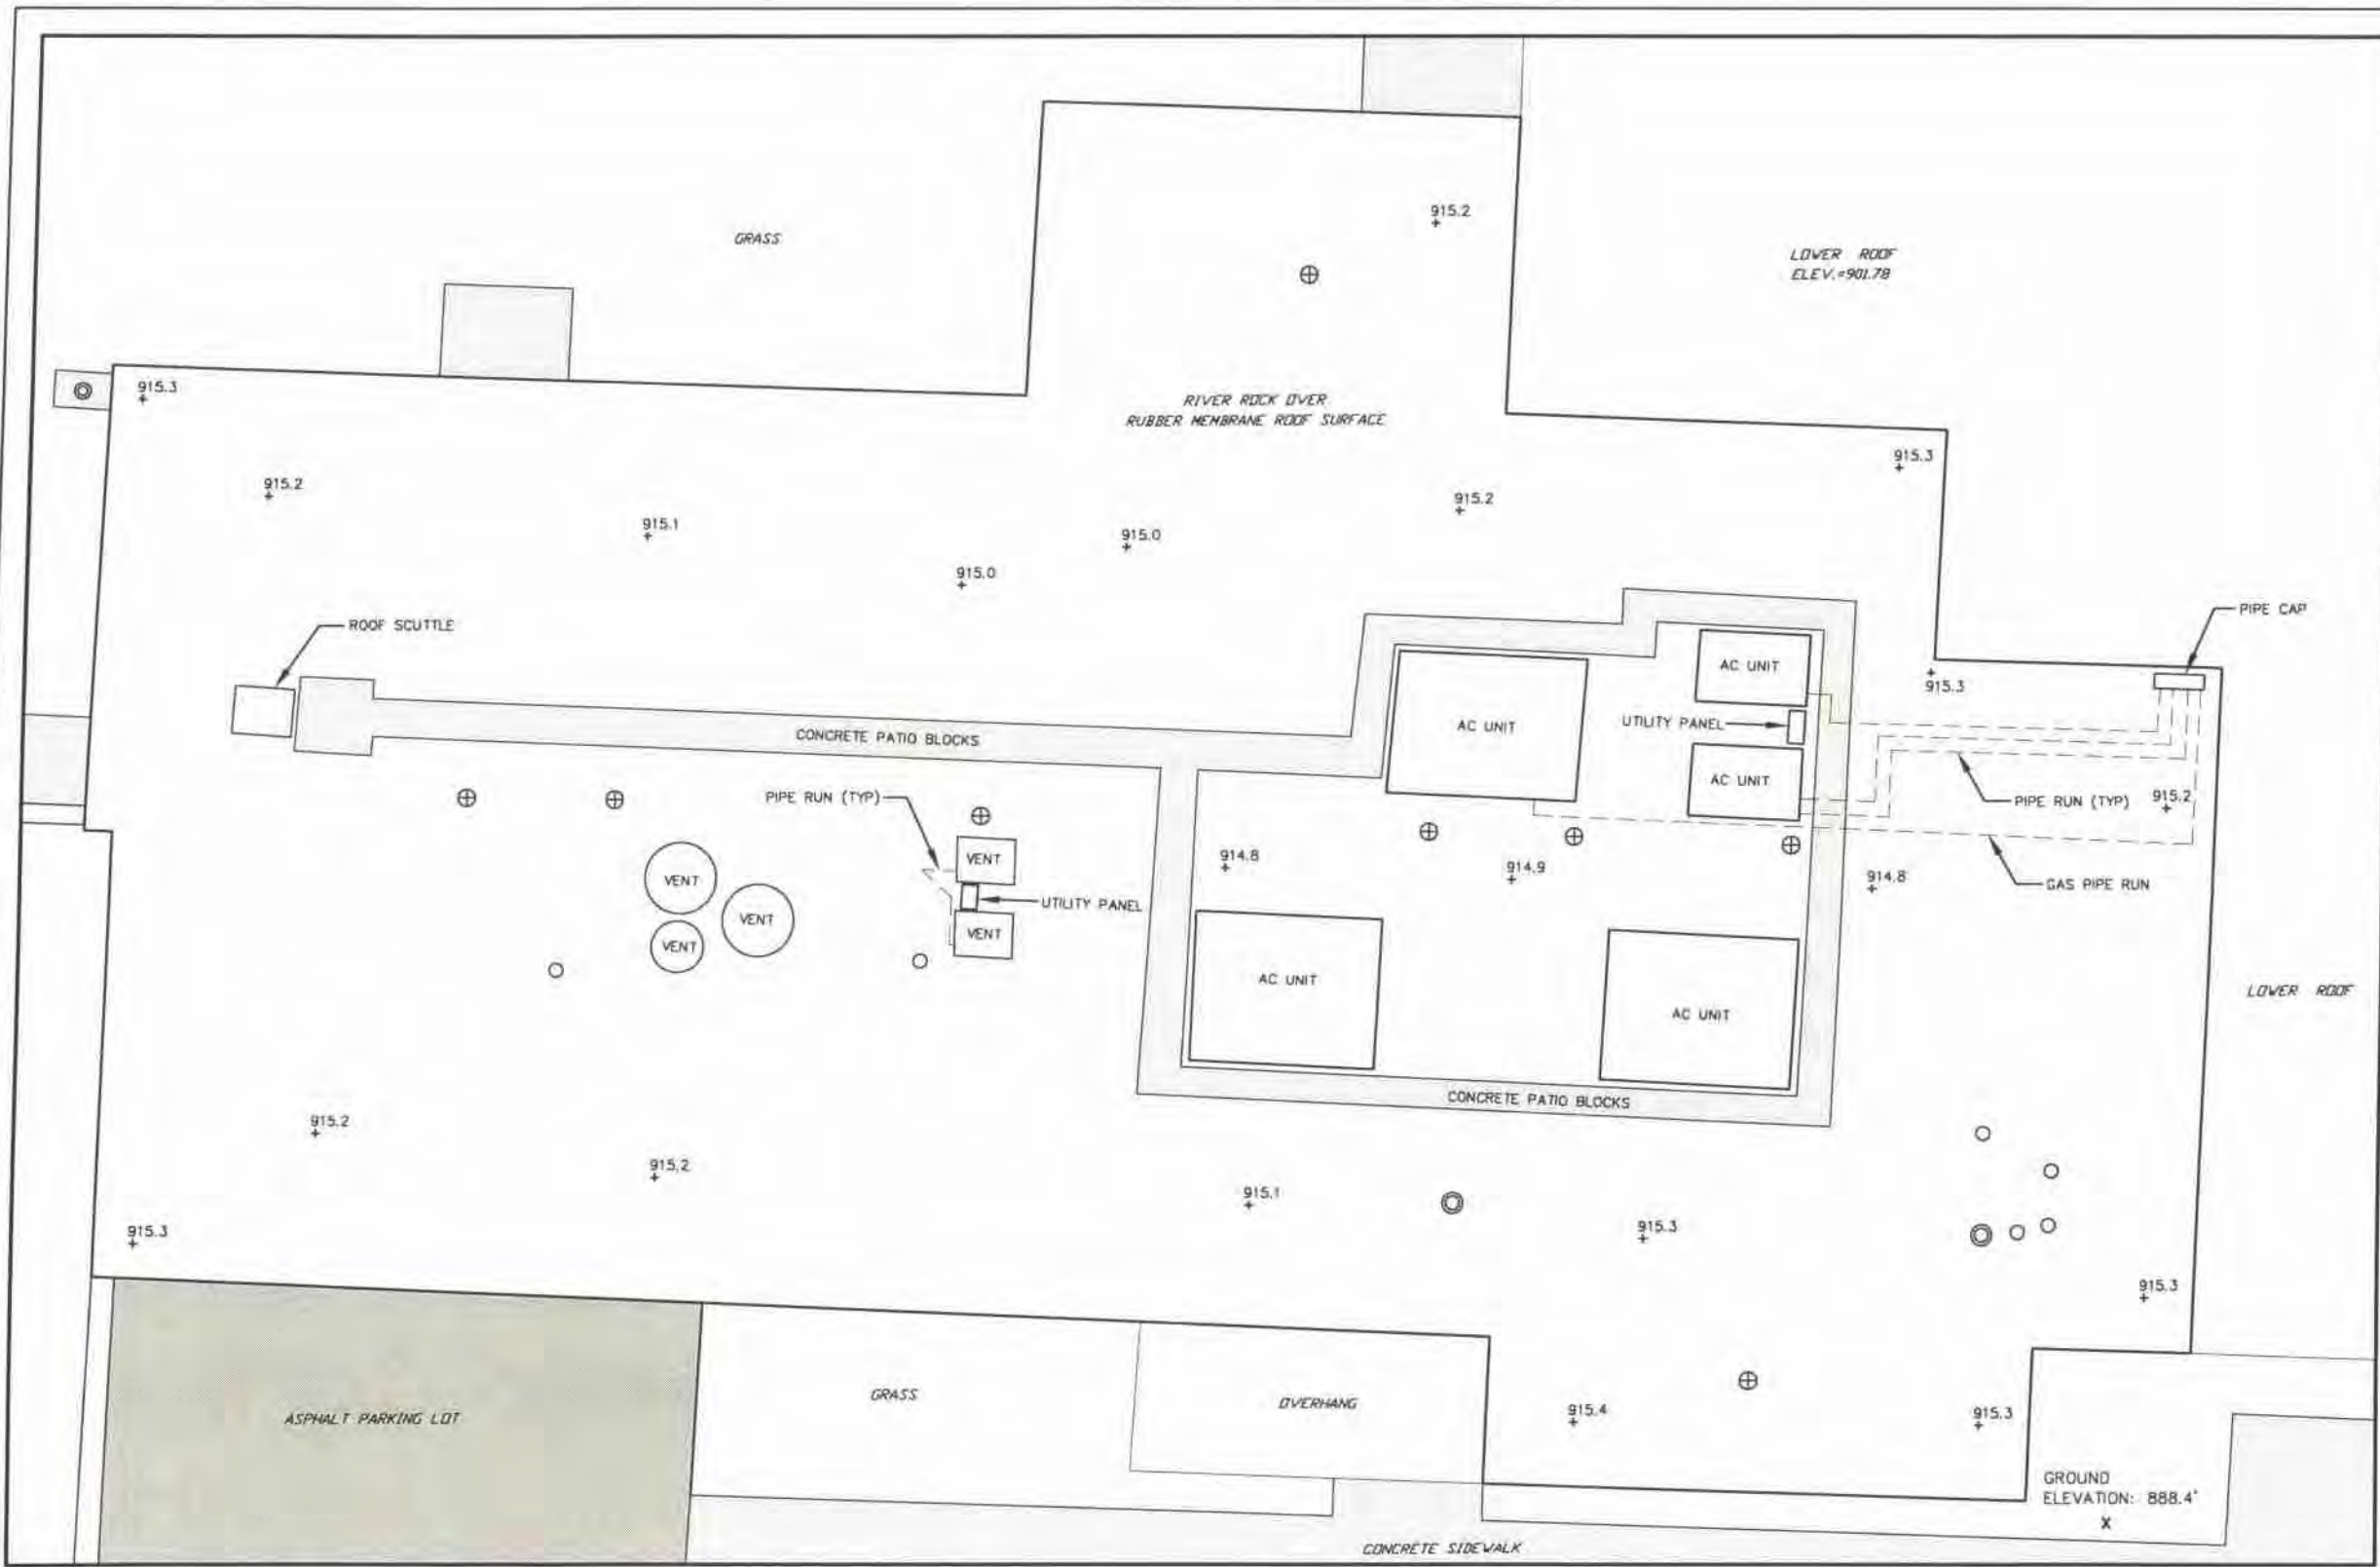 915.2
GRASS
LOWER ROOF
ELEV.=901.78
915.3
RIVER ROCK OVER
RUBBER MEMBRANE ROOF SURFACE
915.3
915.2
915.2
915.1
915.0
915.0
ROOF SCUTTLE
PIPE CAP
AC UNIT
915.3
AC UNIT
UTILITY PANEL
CONCRETE PATIO BLOCKS
AC UNIT
PIPE RUN (TYP)
PIPE RUN (TYP)
915.2
VENT
914.8
914.9
914.8
VENT
GAS PIPE RUN
UTILITY PANEL
VENT
VENT
VENT
AC UNIT
AC UNIT
LOWER ROOF
CONCRETE PATIO BLOCKS
915.2
915.2
915.1
915.3
915.3
915.3
GRASS
OVERHANG
915.4
915.3
ASPHALT PARKING LOT
GROUND
ELEVATION: 888.4'
X
CONCRETE SIDEWALK